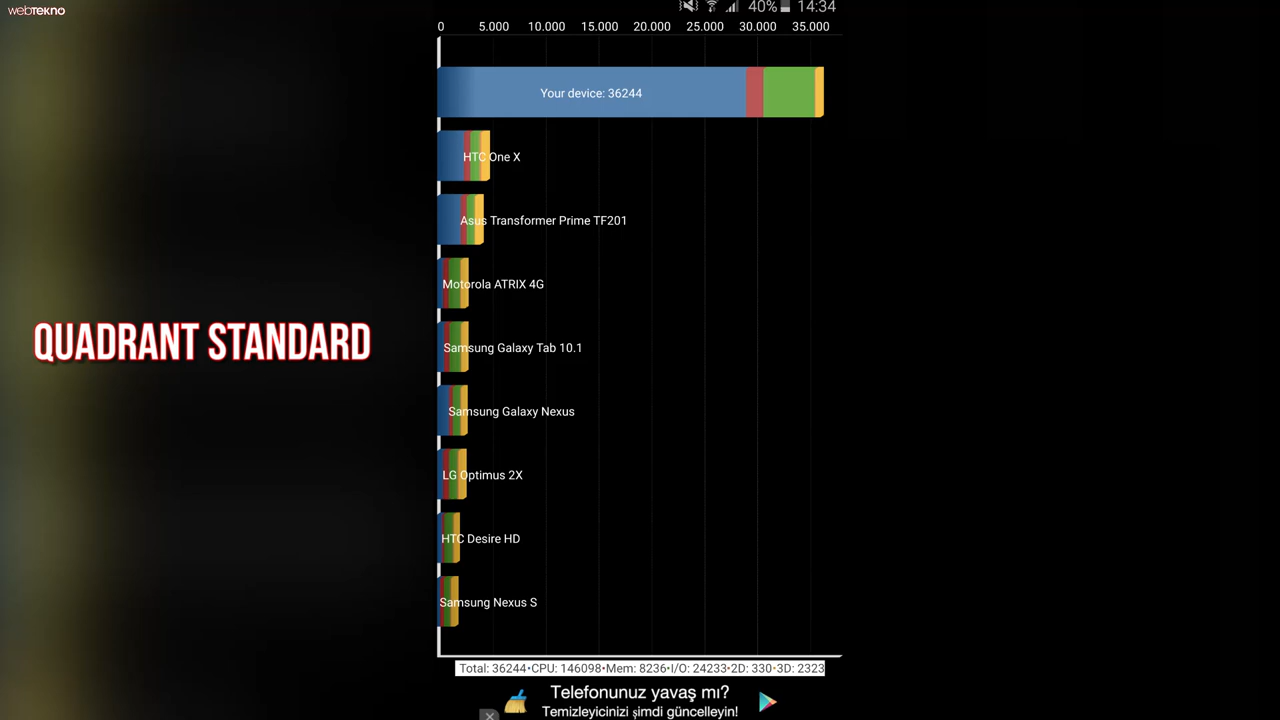 webtekno
40% 14:34
0 5.000 10.000 15.000 20.000 25.000 30.000 35.000
Your device: 36244
HTC One X
Asus Transformer Prime TF201
Motorola ATRIX 4G
QUADRANT STANDARD
Samsung Galaxy Tab 10.1
Samsung Galaxy Nexus
LG Optimus 2X
HTC Desire HD
Samsung Nexus S
Total: 36244•CPU: 146098•Mem: 8236•I/O: 24233•2D: 330•3D: 2323
Telefonunuz yavaş mı?
Temizleyicinizi şimdi güncelleyin!